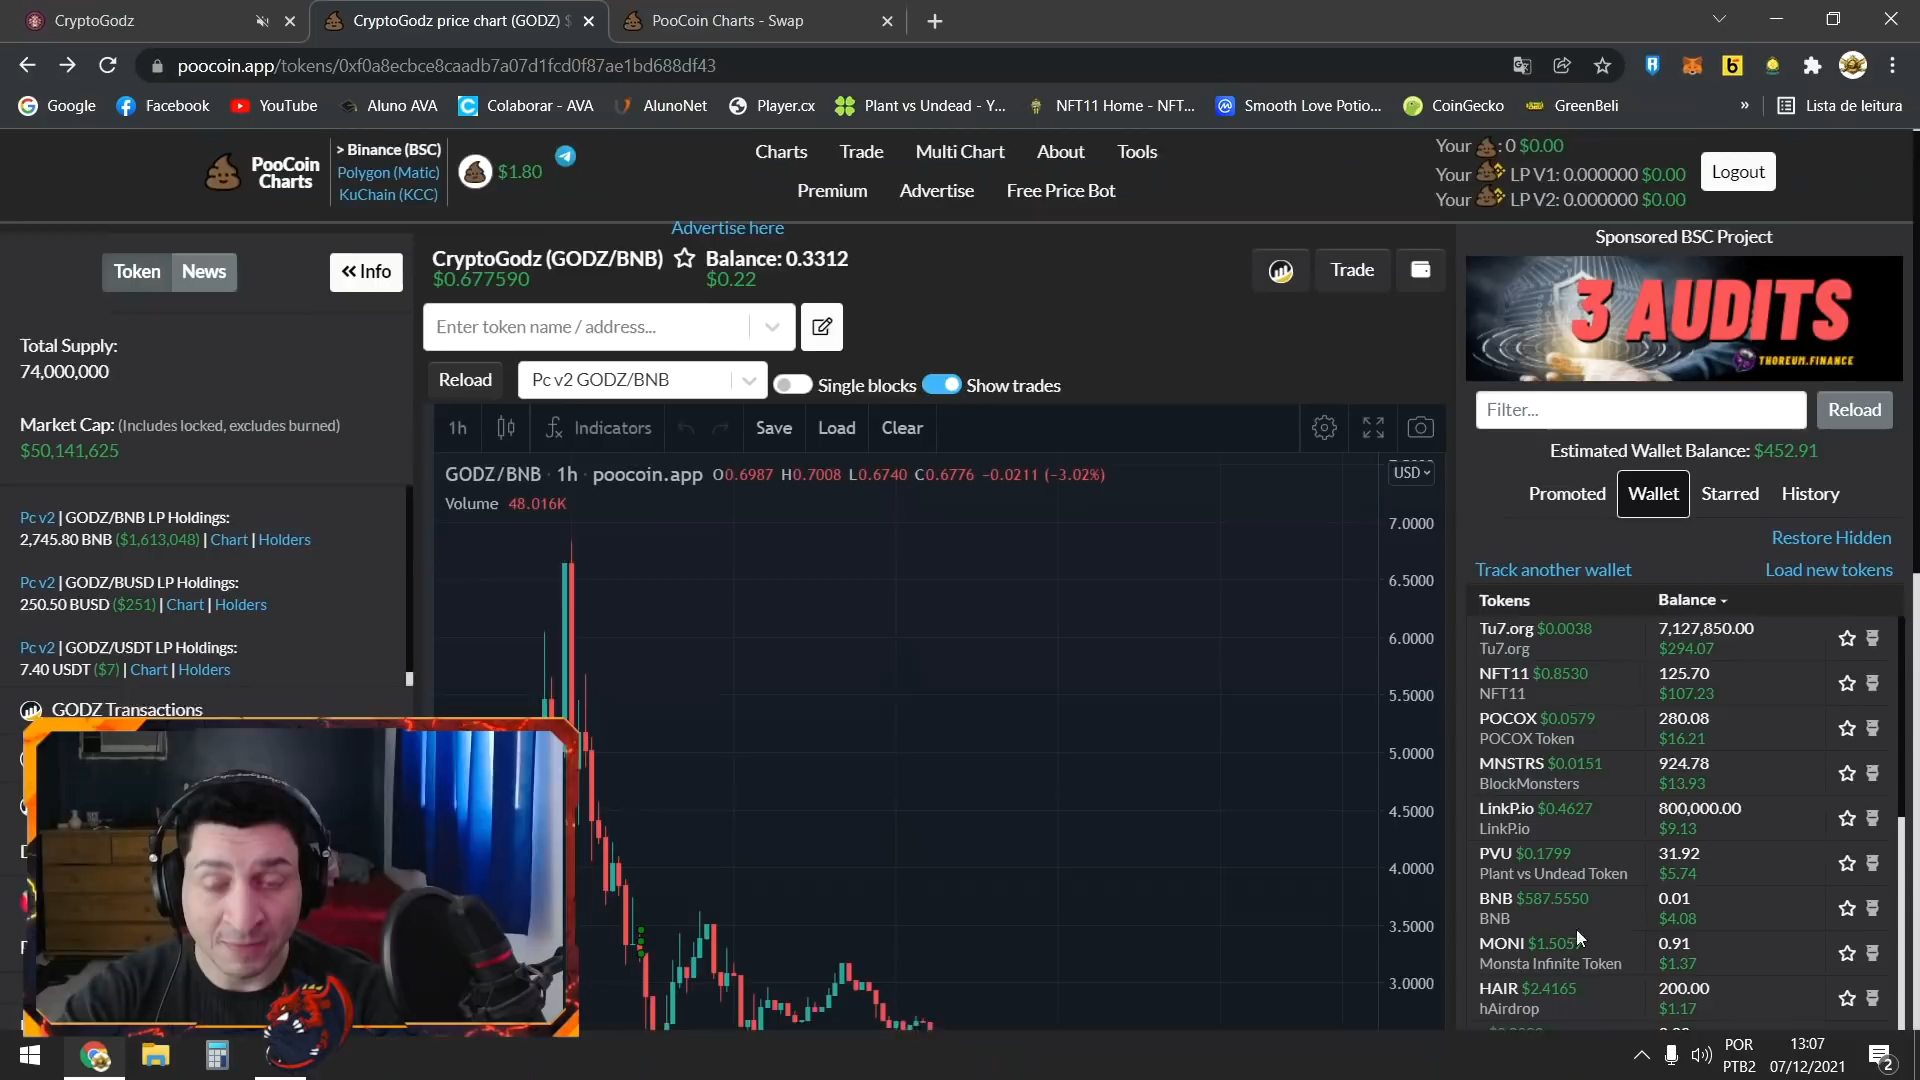 CryptoGodz
CryptoGodz price chart (GODZ) $
PooCoin Charts - Swap
poocoin.app/tokens/0xf0a8ecbce8caadb7a07d1fcd0f87ae1bd688df43
Google
Facebook
YouTube
Aluno AVA
Colaborar - AVA
AlunoNet
Player.cx
Plant vs Undead - Y...
NFT11 Home - NFT...
Smooth Love Potio...
CoinGecko
GreenBeli
»
Lista de leitura
PooCoin
Charts
> Binance (BSC)
Polygon (Matic)
KuChain (KCC)
$1.80
Charts
Trade
Multi Chart
About
Tools
Premium
Advertise
Free Price Bot
Your : 0 $0.00
Your LP V1: 0.000000 $0.00
Your LP V2: 0.000000 $0.00
Logout
Token
News
« Info
Total Supply:
74,000,000
Market Cap: (Includes locked, excludes burned)
$50,141,625
Pc v2 | GODZ/BNB LP Holdings:
2,745.80 BNB ($1,613,048) | Chart | Holders
Pc v2 | GODZ/BUSD LP Holdings:
250.50 BUSD ($251) | Chart | Holders
Pc v2 | GODZ/USDT LP Holdings:
7.40 USDT ($7) | Chart | Holders
GODZ Transactions
Advertise here
CryptoGodz (GODZ/BNB)
$0.677590
Balance: 0.3312
$0.22
Trade
Enter token name / address...
Reload
Pc v2 GODZ/BNB
Single blocks
Show trades
1h
Indicators
Save
Load
Clear
GODZ/BNB · 1h · poocoin.app O0.6987 H0.7008 L0.6740 C0.6776 -0.0211 (-3.02%)
Volume 48.016K
USD
7.0000
6.5000
6.0000
5.5000
5.0000
4.5000
4.0000
3.5000
3.0000
Sponsored BSC Project
3 AUDITS
THOREUM.FINANCE
Filter...
Reload
Estimated Wallet Balance: $452.91
Promoted
Wallet
Starred
History
Restore Hidden
Track another wallet
Load new tokens
Tokens
Balance
Tu7.org $0.0038
7,127,850.00
Tu7.org
$294.07
NFT11 $0.8530
125.70
NFT11
$107.23
POCOX $0.0579
280.08
POCOX Token
$16.21
MNSTRS $0.0151
924.78
BlockMonsters
$13.93
LinkP.io $0.4627
800,000.00
LinkP.io
$9.13
PVU $0.1799
31.92
Plant vs Undead Token
$5.74
BNB $587.5550
0.01
BNB
$4.08
MONI
0.91
Monsta Infinite Token
$1.37
HAIR $2.4165
200.00
hAirdrop
$1.17
POR
PTB2
13:07
07/12/2021
2